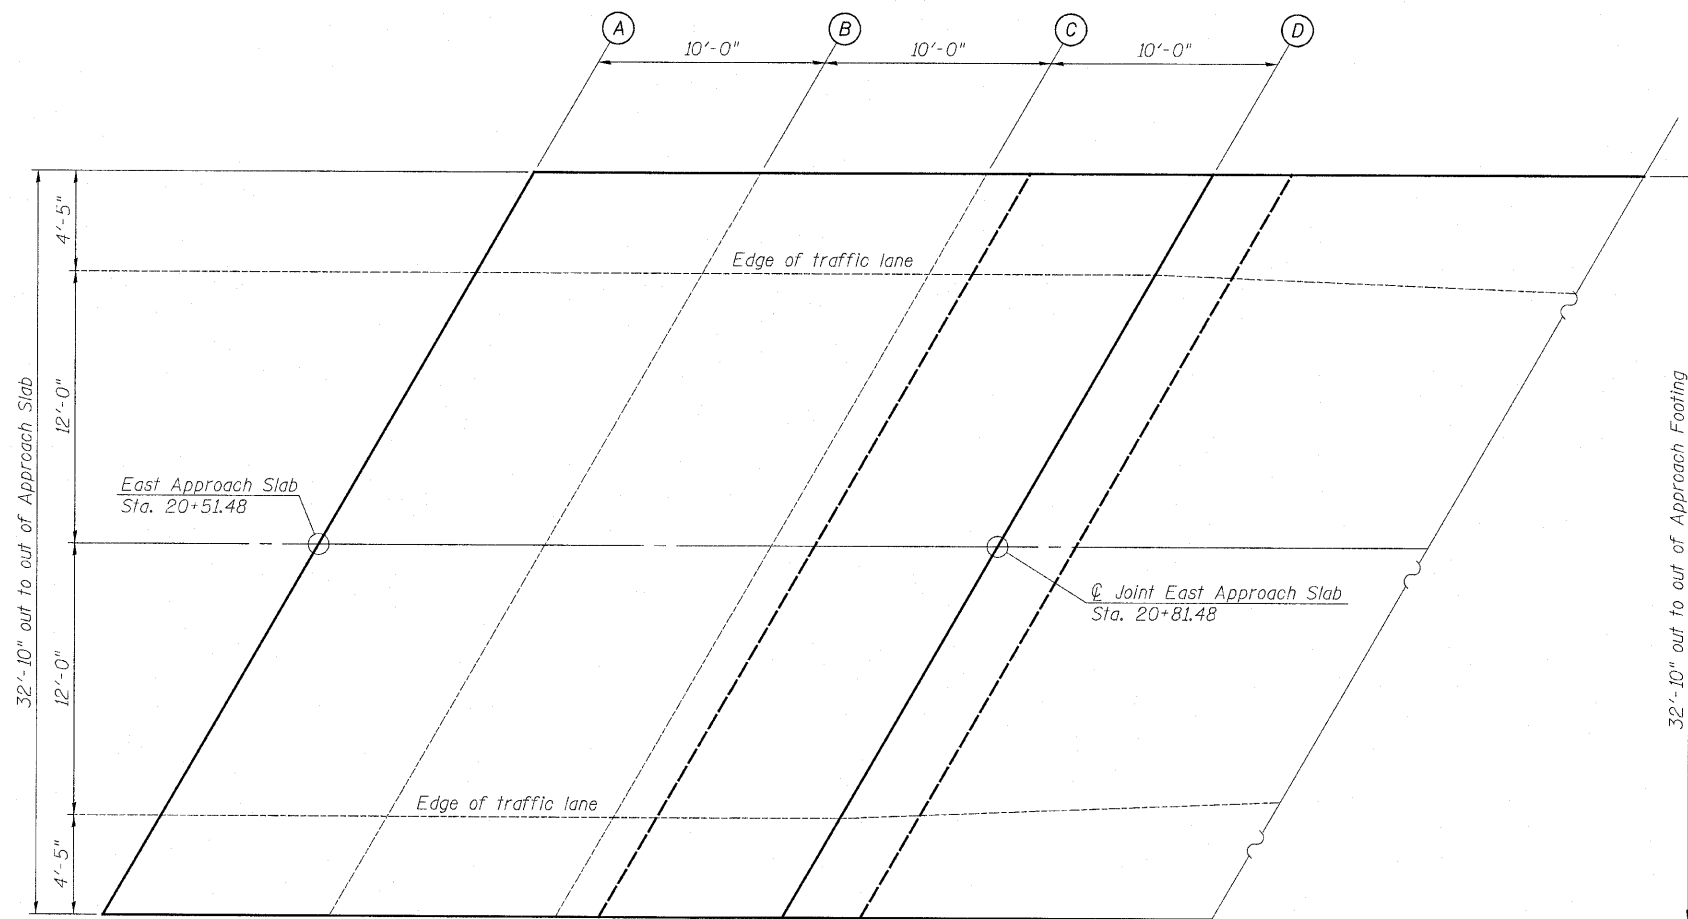 A
B
C
D
10'-0"
10'-0"
10'-0"
4'-5"
Edge of traffic lane
12'-0"
32'-10" out to out of Approach Slab
32'-10" out to out of Approach Footing
East Approach Slab
Sta. 20+51.48
℄ Joint East Approach Slab
Sta. 20+81.48
12'-0"
Edge of traffic lane
4'-5"